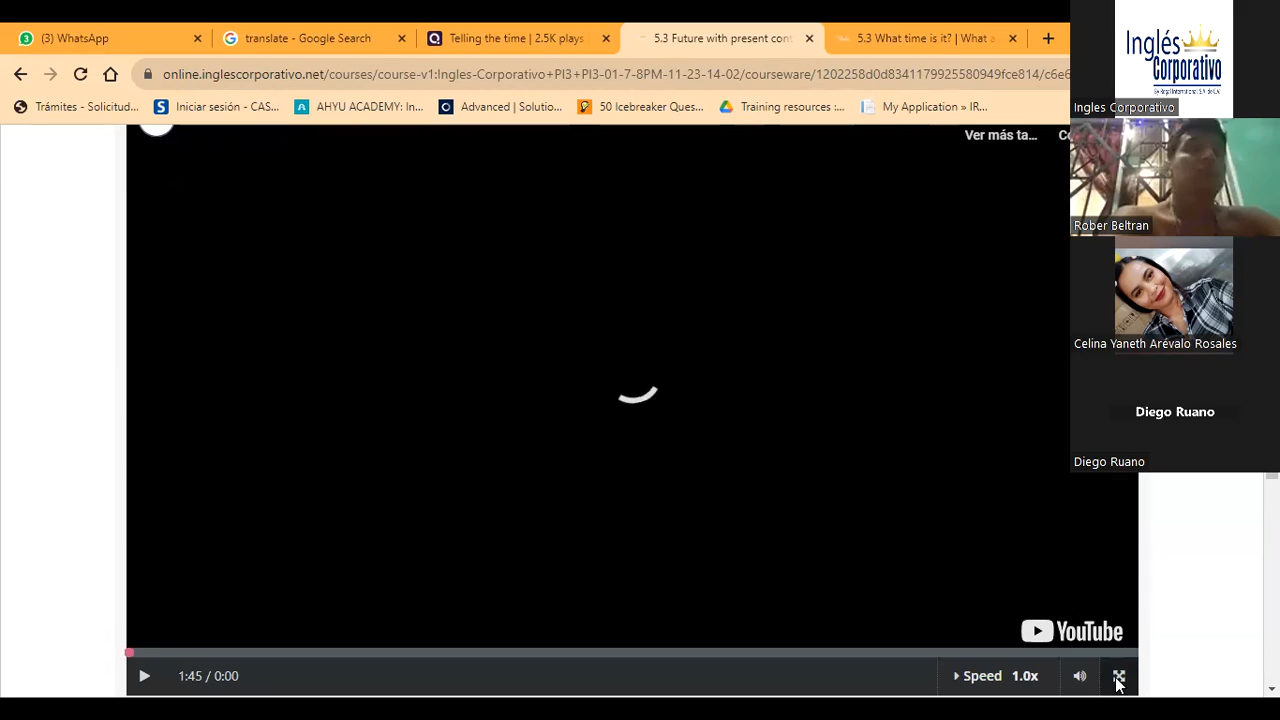 3
(3) WhatsApp
translate - Google Search
Telling the time | 2.5K plays
5.3 Future with present cont
5.3 What time is it? | What a
online.inglescorporativo.net/courses/course-v1:Ingles-Corporativo+PI3+PI3-01-7-8PM-11-23-14-02/courseware/1202258d0d8341179925580949fce814/c6e6
Trámites - Solicitud...
S
Iniciar sesión - CAS...
A
AHYU ACADEMY: In...
Advanced | Solutio...
50 Icebreaker Ques...
Training resources :...
My Application » IR...
Ver más ta...
Co
YouTube
1:45 / 0:00
Speed 1.0x
Inglés
Corporativo
Ingles Corporativo
Rober Beltran
Celina Yaneth Arévalo Rosales
Diego Ruano
Diego Ruano